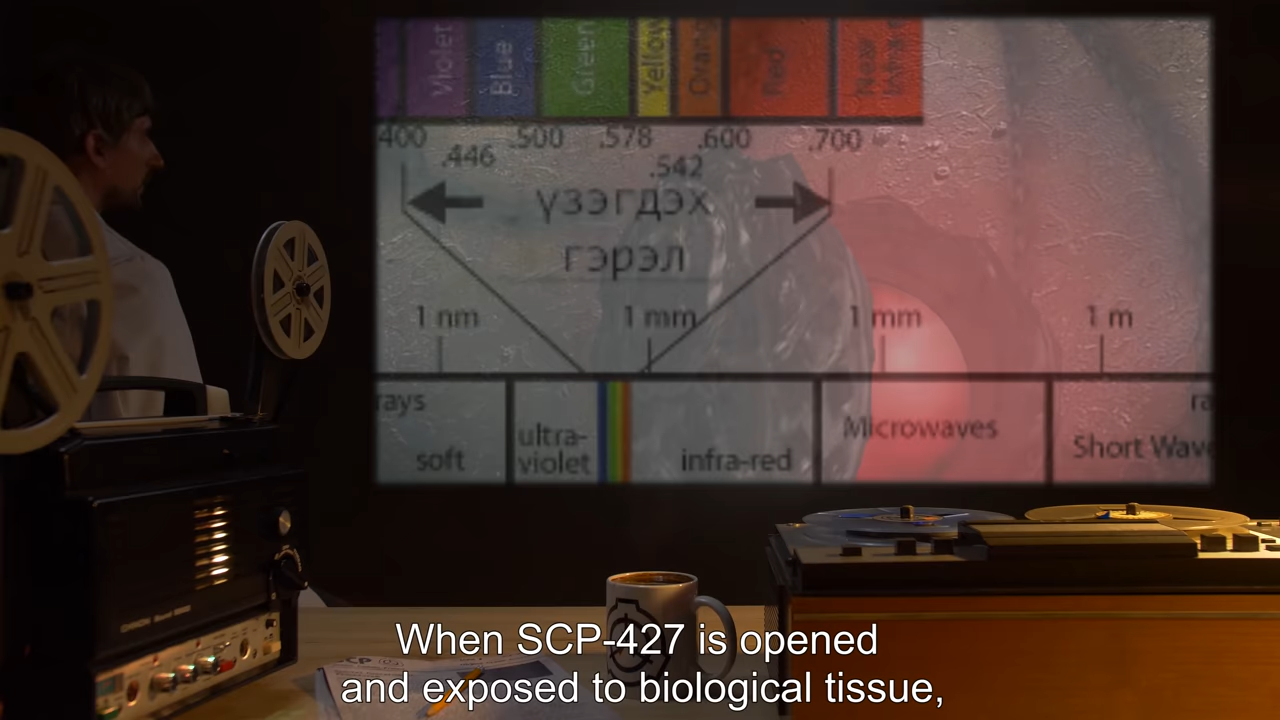 Violet
Blue
Green
Yellow
Orang
Red
Near
.400 .500 .578 .600 .700
.446 .542
үзэгдэх
гэрэл
1 nm 1 mm 1 mm 1 m
rays
soft
ultra-
violet
infra-red
Microwaves
Short Wave
ra
When SCP-427 is opened
and exposed to biological tissue,